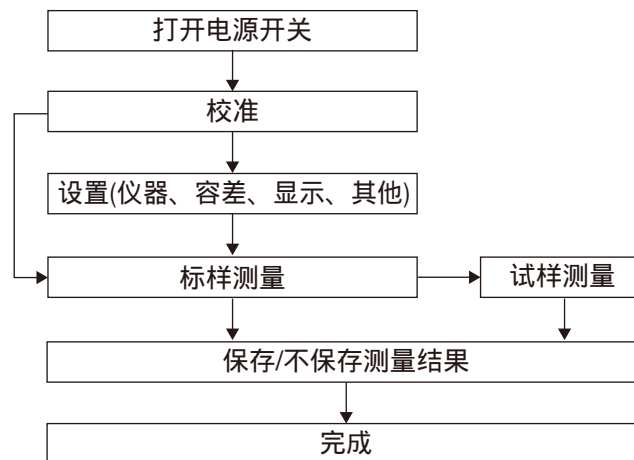 打开电源开关
校准
设置(仪器、容差、显示、其他)
标样测量
试样测量
保存/不保存测量结果
完成